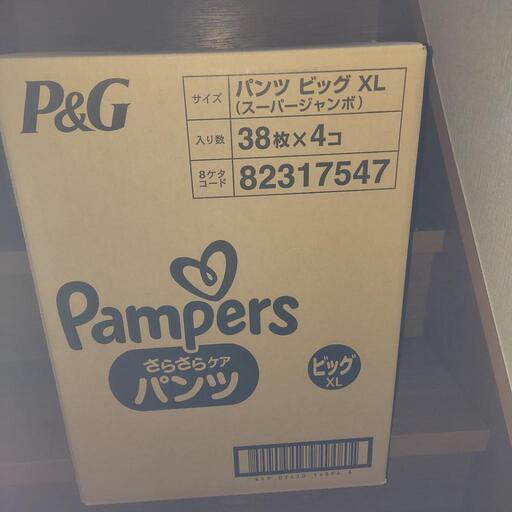 P&G
サイズ パンツ ビッグ XL
(スーパージャンボ)
入り数 38枚×4コ
8ケタ
コード 82317547
Pampers
さらさらケア
パンツ
ビッグ
XL